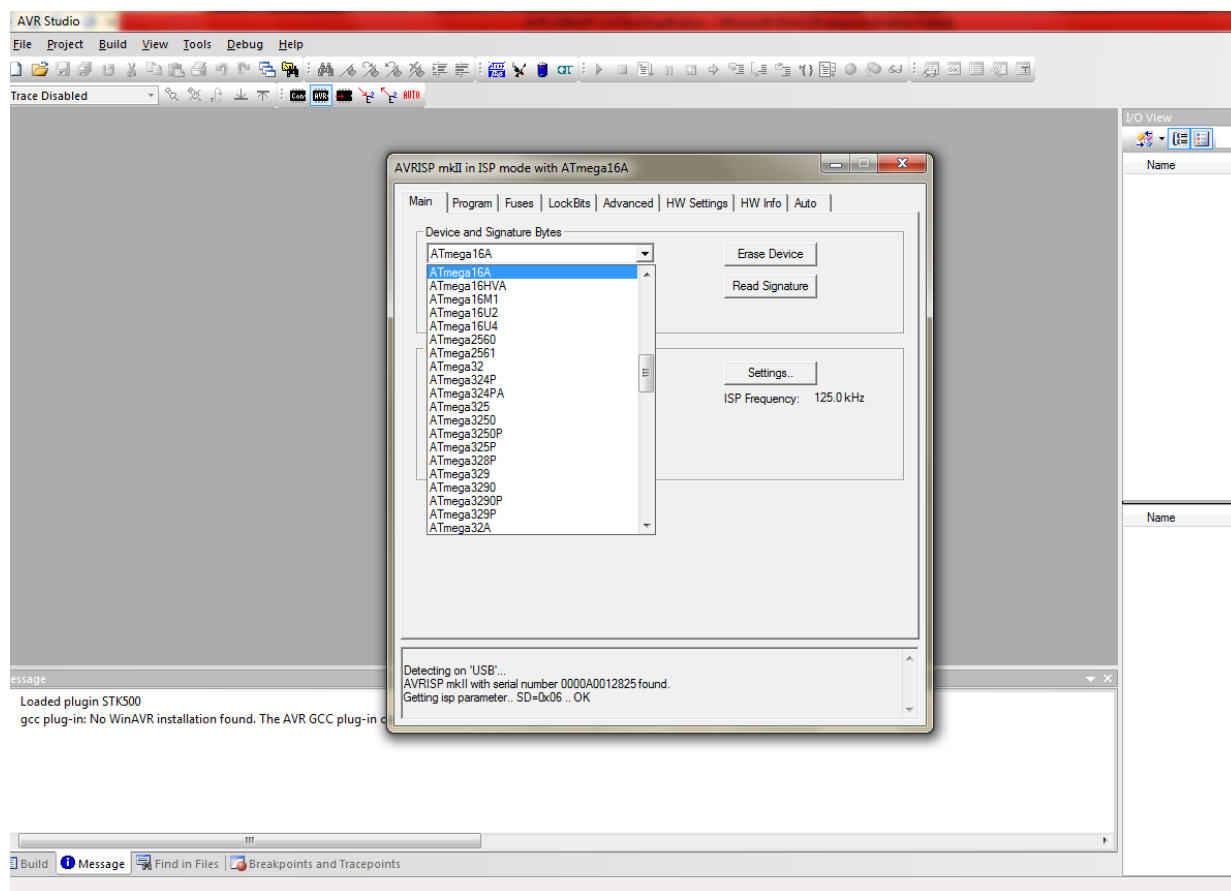 AVR Studio
File Project Build View Tools Debug Help
Trace Disabled
Con AVR AUTO
I/O View
Name
AVRISP mkII in ISP mode with ATmega16A
Main Program Fuses LockBits Advanced HW Settings HW Info Auto
Device and Signature Bytes
ATmega16A
Erase Device
Read Signature
ATmega16A
ATmega16HVA
ATmega16M1
ATmega16U2
ATmega16U4
ATmega2560
ATmega2561
ATmega32
ATmega324P
ATmega324PA
ATmega325
ATmega3250
ATmega3250P
ATmega325P
ATmega328P
ATmega329
ATmega3290
ATmega3290P
ATmega329P
ATmega32A
Settings..
ISP Frequency: 125.0 kHz
Name
Detecting on 'USB'...
AVRISP mkII with serial number 0000A0012825 found.
Getting isp parameter.. SD=0x06 .. OK
essage
Loaded plugin STK500
gcc plug-in: No WinAVR installation found. The AVR GCC plug-in c
Build Message Find in Files Breakpoints and Tracepoints